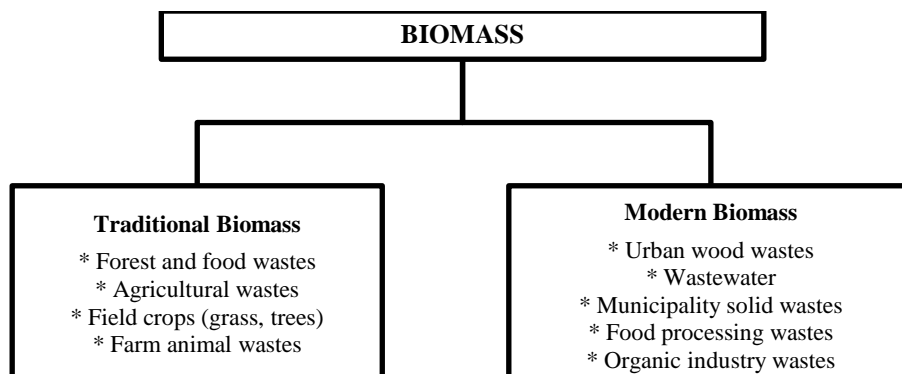 BIOMASS
Traditional Biomass
* Forest and food wastes
* Agricultural wastes
* Field crops (grass, trees)
* Farm animal wastes
Modern Biomass
* Urban wood wastes
* Wastewater
* Municipality solid wastes
* Food processing wastes
* Organic industry wastes